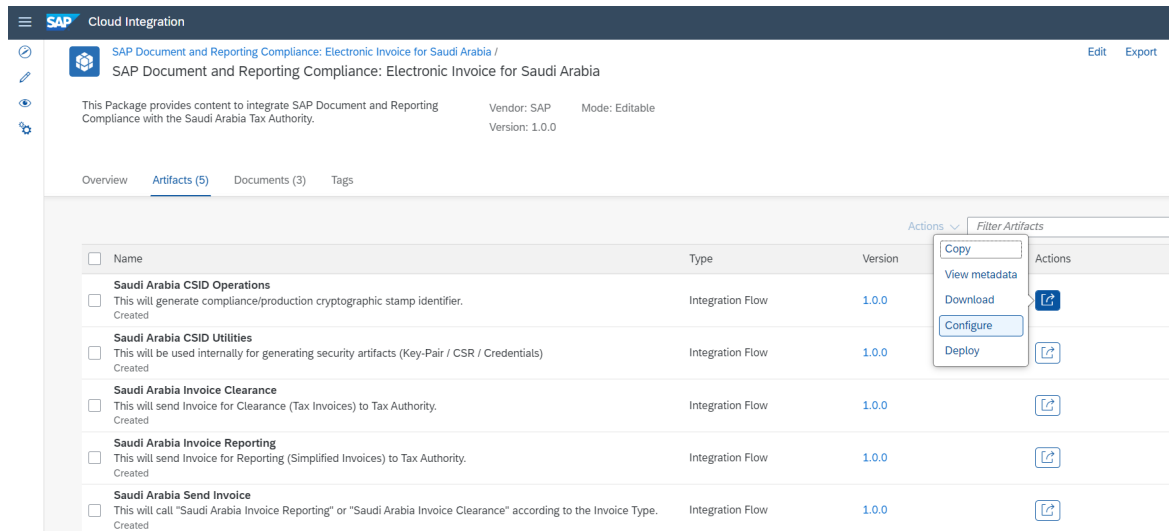 SAP Cloud Integration
SAP Document and Reporting Compliance: Electronic Invoice for Saudi Arabia /
Edit Export
SAP Document and Reporting Compliance: Electronic Invoice for Saudi Arabia
This Package provides content to integrate SAP Document and Reporting
Compliance with the Saudi Arabia Tax Authority.
Vendor: SAP Mode: Editable
Version: 1.0.0
Overview Artifacts (5) Documents (3) Tags
Actions Filter Artifacts
Name Type Version Actions
Copy
View metadata
Download
Configure
Deploy
Saudi Arabia CSID Operations
This will generate compliance/production cryptographic stamp identifier. Integration Flow 1.0.0
Created
Saudi Arabia CSID Utilities
This will be used internally for generating security artifacts (Key-Pair / CSR / Credentials) Integration Flow 1.0.0
Created
Saudi Arabia Invoice Clearance
This will send Invoice for Clearance (Tax Invoices) to Tax Authority. Integration Flow 1.0.0
Created
Saudi Arabia Invoice Reporting
This will send Invoice for Reporting (Simplified Invoices) to Tax Authority. Integration Flow 1.0.0
Created
Saudi Arabia Send Invoice
This will call "Saudi Arabia Invoice Reporting" or "Saudi Arabia Invoice Clearance" according to the Invoice Type. Integration Flow 1.0.0
Created